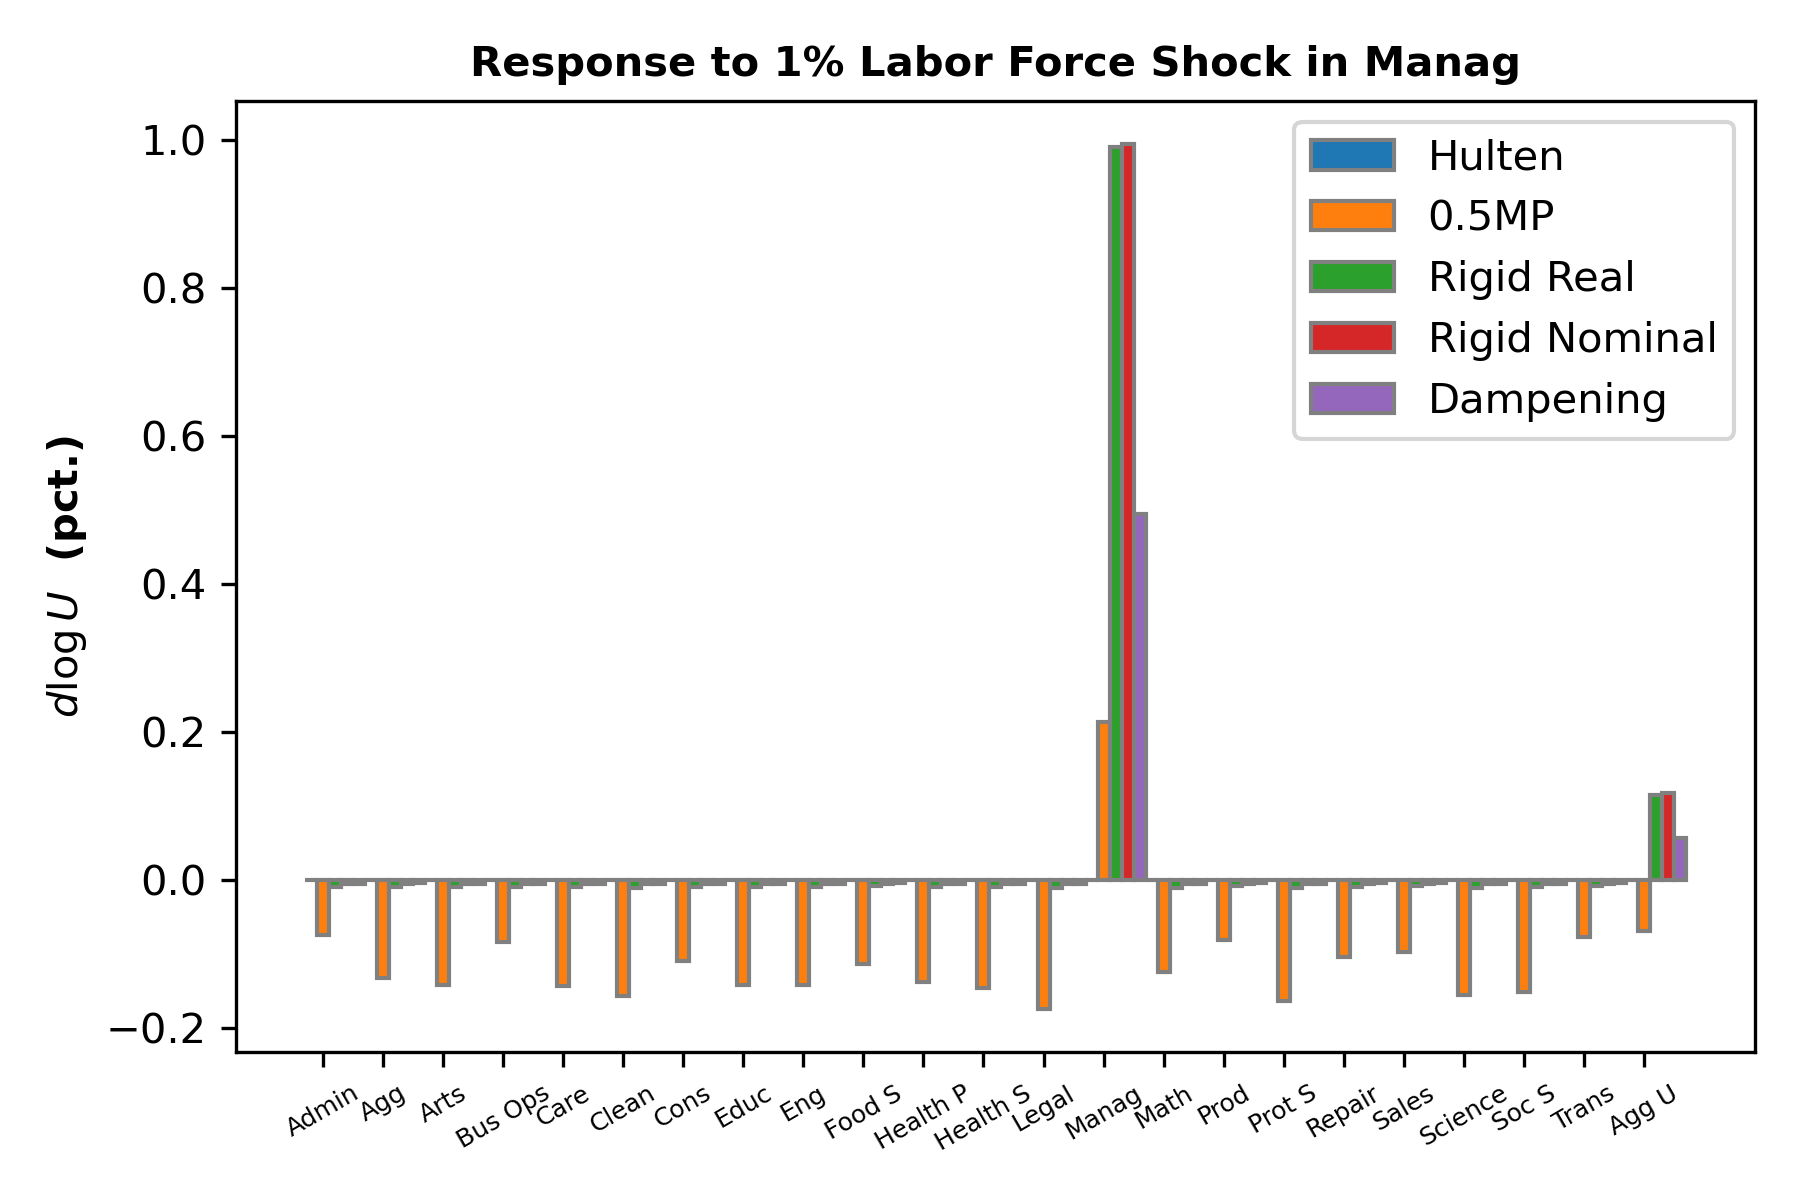 Response to 1% Labor Force Shock in Manag
dlog U (pct.)
1.0
0.8
0.6
0.4
0.2
0.0
−0.2
Hulten
0.5MP
Rigid Real
Rigid Nominal
Dampening
Admin
Agg
Arts
Bus Ops
Care
Clean
Cons
Educ
Eng
Food S
Health P
Health S
Legal
Manag
Math
Prod
Prot S
Repair
Sales
Science
Soc S
Trans
Agg U